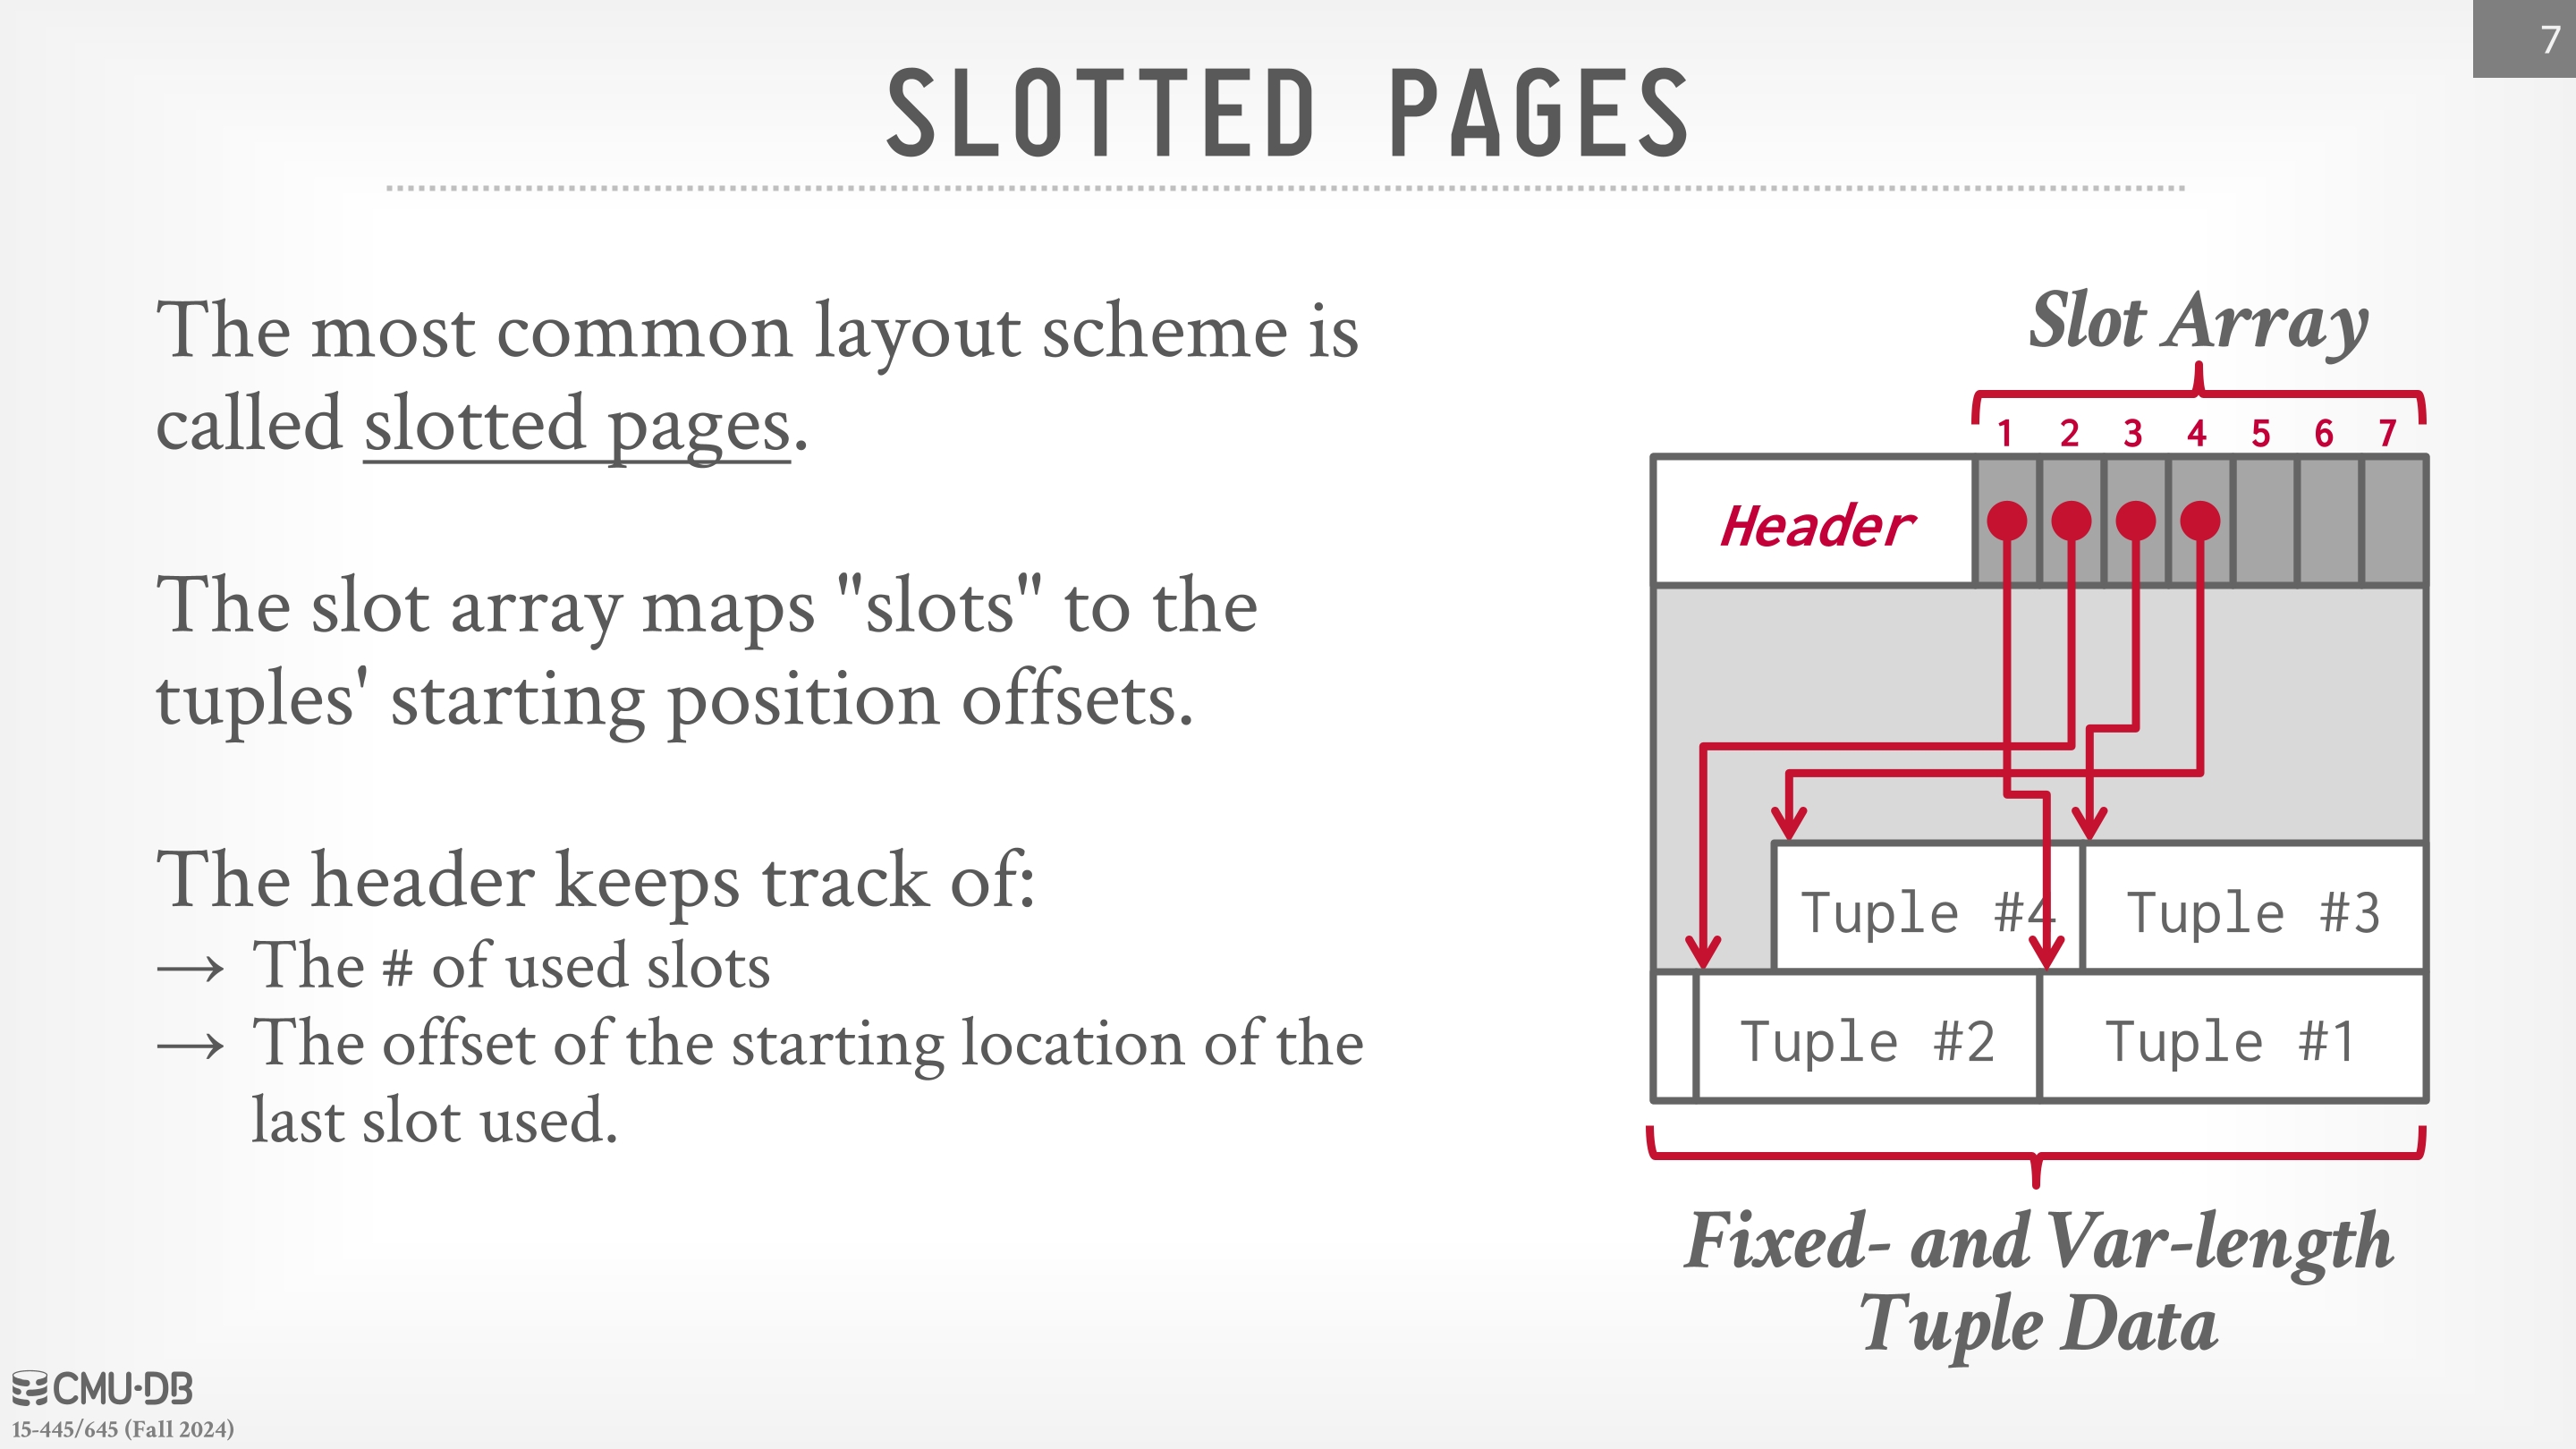 7
SLOTTED PAGES
The most common layout scheme is
called slotted pages.
The slot array maps "slots" to the
tuples' starting position offsets.
The header keeps track of:
→ The # of used slots
→ The offset of the starting location of the
last slot used.
Slot Array
1 2 3 4 5 6 7
Header
Tuple #4 Tuple #3
Tuple #2 Tuple #1
Fixed- and Var-length
Tuple Data
CMU·DB
15-445/645 (Fall 2024)